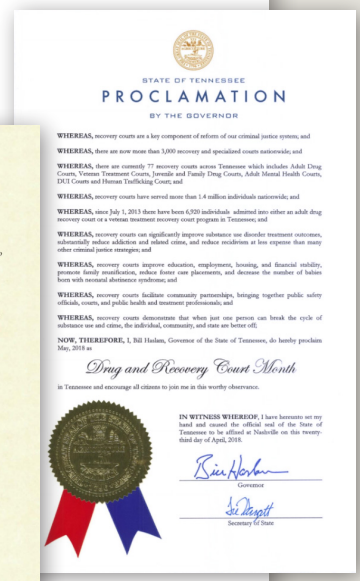 STATE OF TENNESSEE
PROCLAMATION
BY THE GOVERNOR
WHEREAS, recovery courts are a key component of reform of our criminal justice system; and
WHEREAS, there are now more than 3,000 recovery and specialized courts nationwide; and
WHEREAS, there are currently 77 recovery courts across Tennessee which includes Adult Drug
Courts, Veteran Treatment Courts, Juvenile and Family Drug Courts, Adult Mental Health Courts,
DUI Courts and Human Trafficking Court; and
WHEREAS, recovery courts have served more than 1.4 million individuals nationwide; and
WHEREAS, since July 1, 2013 there have been 6,920 individuals admitted into either an adult drug
recovery court or a veteran treatment recovery court program in Tennessee; and
WHEREAS, recovery courts can significantly improve substance use disorder treatment outcomes,
substantially reduce addiction and related crime, and reduce recidivism at less expense than many
other criminal justice strategies; and
WHEREAS, recovery courts improve education, employment, housing, and financial stability,
promote family reunification, reduce foster care placements, and decrease the number of babies
born with neonatal abstinence syndrome; and
WHEREAS, recovery courts facilitate community partnerships, bringing together public safety
officials, courts, and public health and treatment professionals; and
WHEREAS, recovery courts demonstrate that when just one person can break the cycle of
substance use and crime, the individual, community, and state are better off;
NOW, THEREFORE, I, Bill Haslam, Governor of the State of Tennessee, do hereby proclaim
May, 2018 as
Drug and Recovery Court Month
in Tennessee and encourage all citizens to join me in this worthy observance.
IN WITNESS WHEREOF, I have hereunto set my
hand and caused the official seal of the State of
Tennessee to be affixed at Nashville on this twenty-
third day of April, 2018.
Bill Haslam
Governor
Tre Hargett
Secretary of State